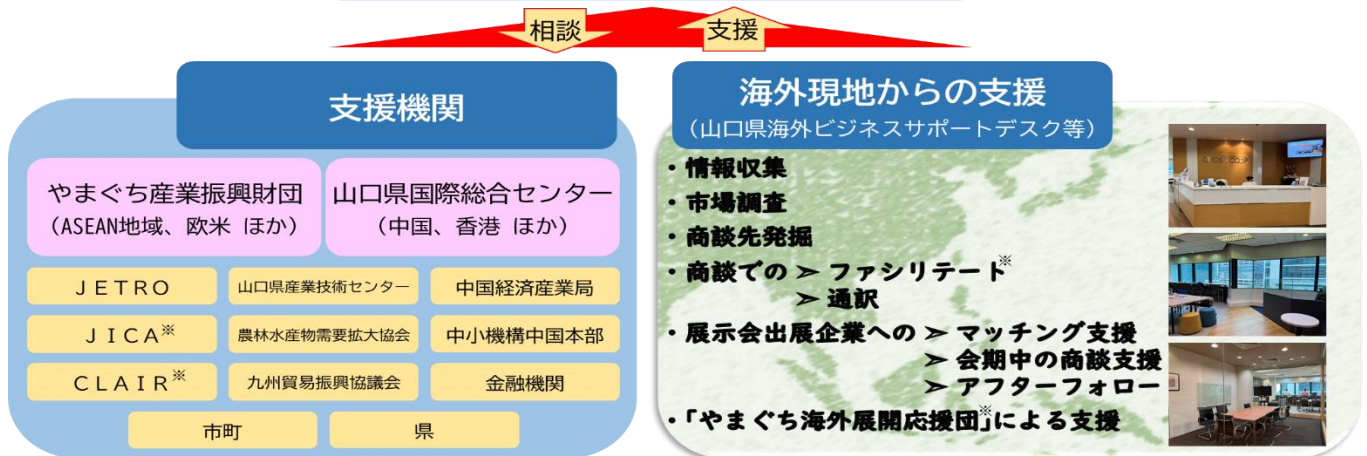 相談
支援
支援機関
やまぐち産業振興財団
（ASEAN地域、欧米 ほか）
山口県国際総合センター
（中国、香港 ほか）
ＪＥＴＲＯ
山口県産業技術センター
中国経済産業局
ＪＩＣＡ※
農林水産物需要拡大協会
中小機構中国本部
ＣＬＡＩＲ※
九州貿易振興協議会
金融機関
市町
県
海外現地からの支援
（山口県海外ビジネスサポートデスク等）
・情報収集
・市場調査
・商談先発掘
・商談での ➢ ファシリテート※
➢ 通訳
・展示会出展企業への ➢ マッチング支援
➢ 会期中の商談支援
➢ アフターフォロー
・「やまぐち海外展開応援団※」による支援